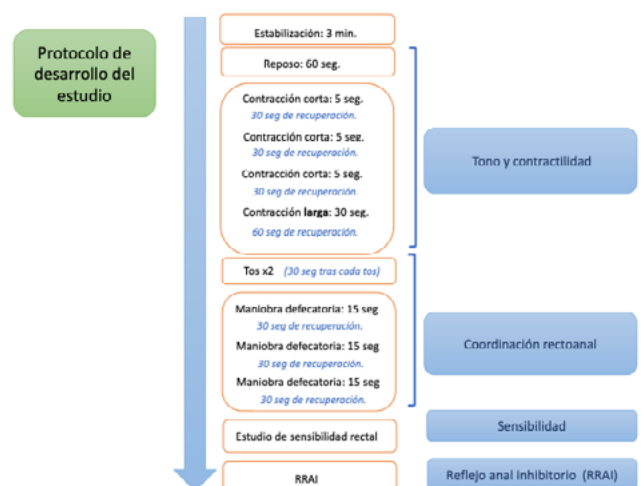 Protocolo de
desarrollo del
estudio
Estabilización: 3 min.
Reposo: 60 seg.
Contracción corta: 5 seg.
30 seg de recuperación.
Contracción corta: 5 seg.
30 seg de recuperación.
Contracción corta: 5 seg.
30 seg de recuperación.
Contracción larga: 30 seg.
60 seg de recuperación.
Tono y contractilidad
Tos x2 (30 seg tras cada tos)
Maniobra defecatoria: 15 seg
30 seg de recuperación.
Maniobra defecatoria: 15 seg
30 seg de recuperación.
Maniobra defecatoria: 15 seg
30 seg de recuperación.
Coordinación rectoanal
Estudio de sensibilidad rectal
Sensibilidad
RRAI
Reflejo anal inhibitorio (RRAI)